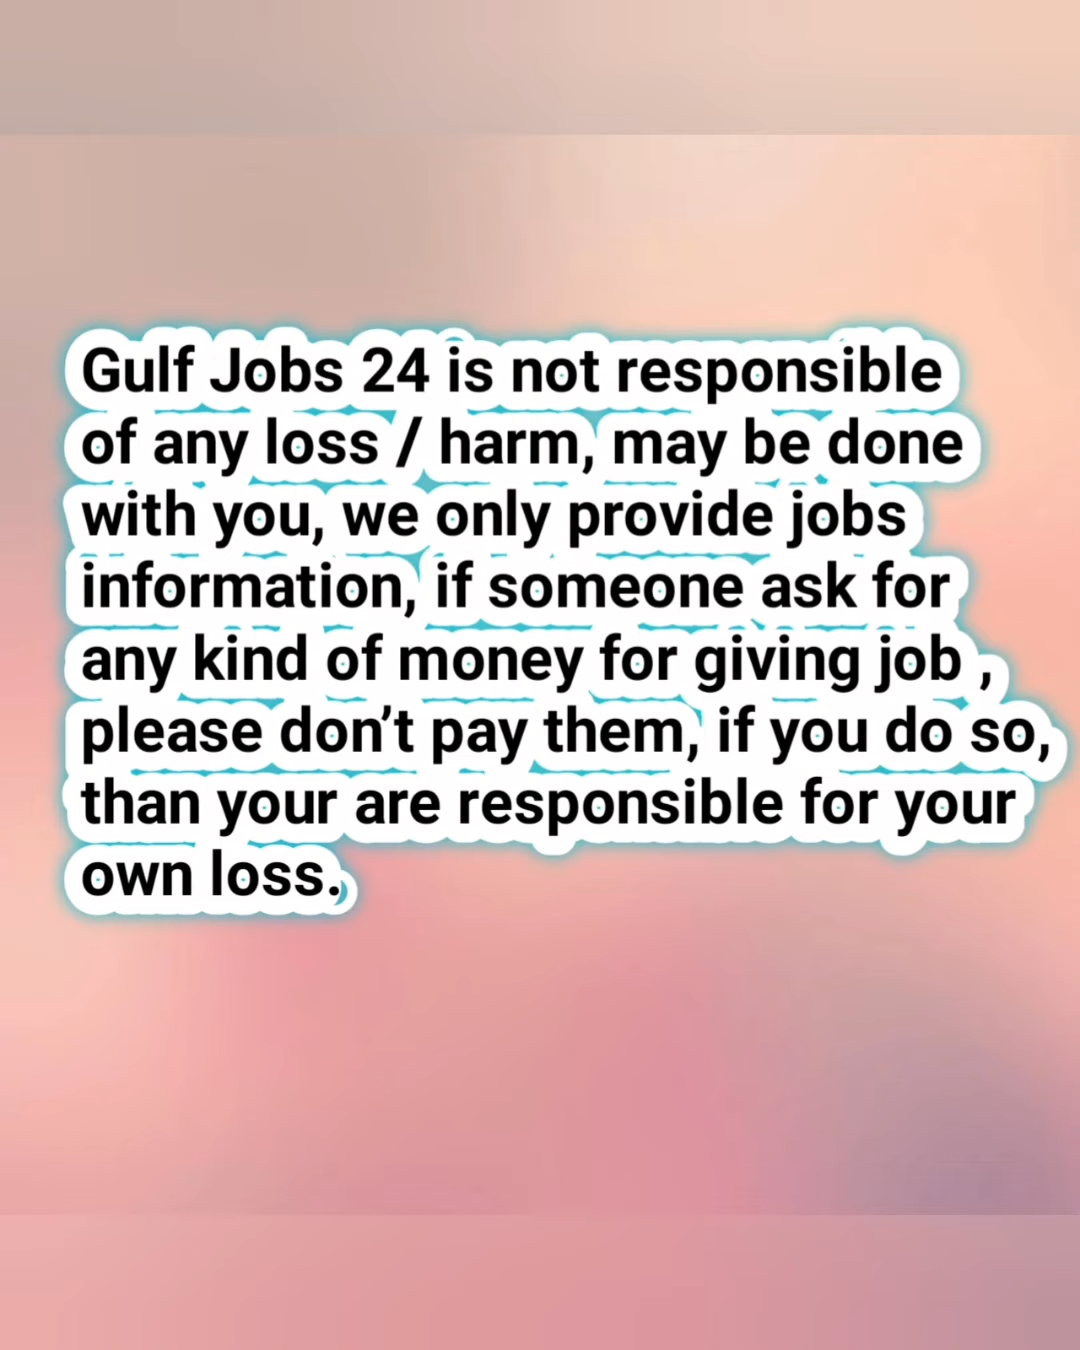 Gulf Jobs 24 is not responsible
of any loss / harm, may be done
with you, we only provide jobs
information, if someone ask for
any kind of money for giving job ,
please don’t pay them, if you do so,
than your are responsible for your
own loss.